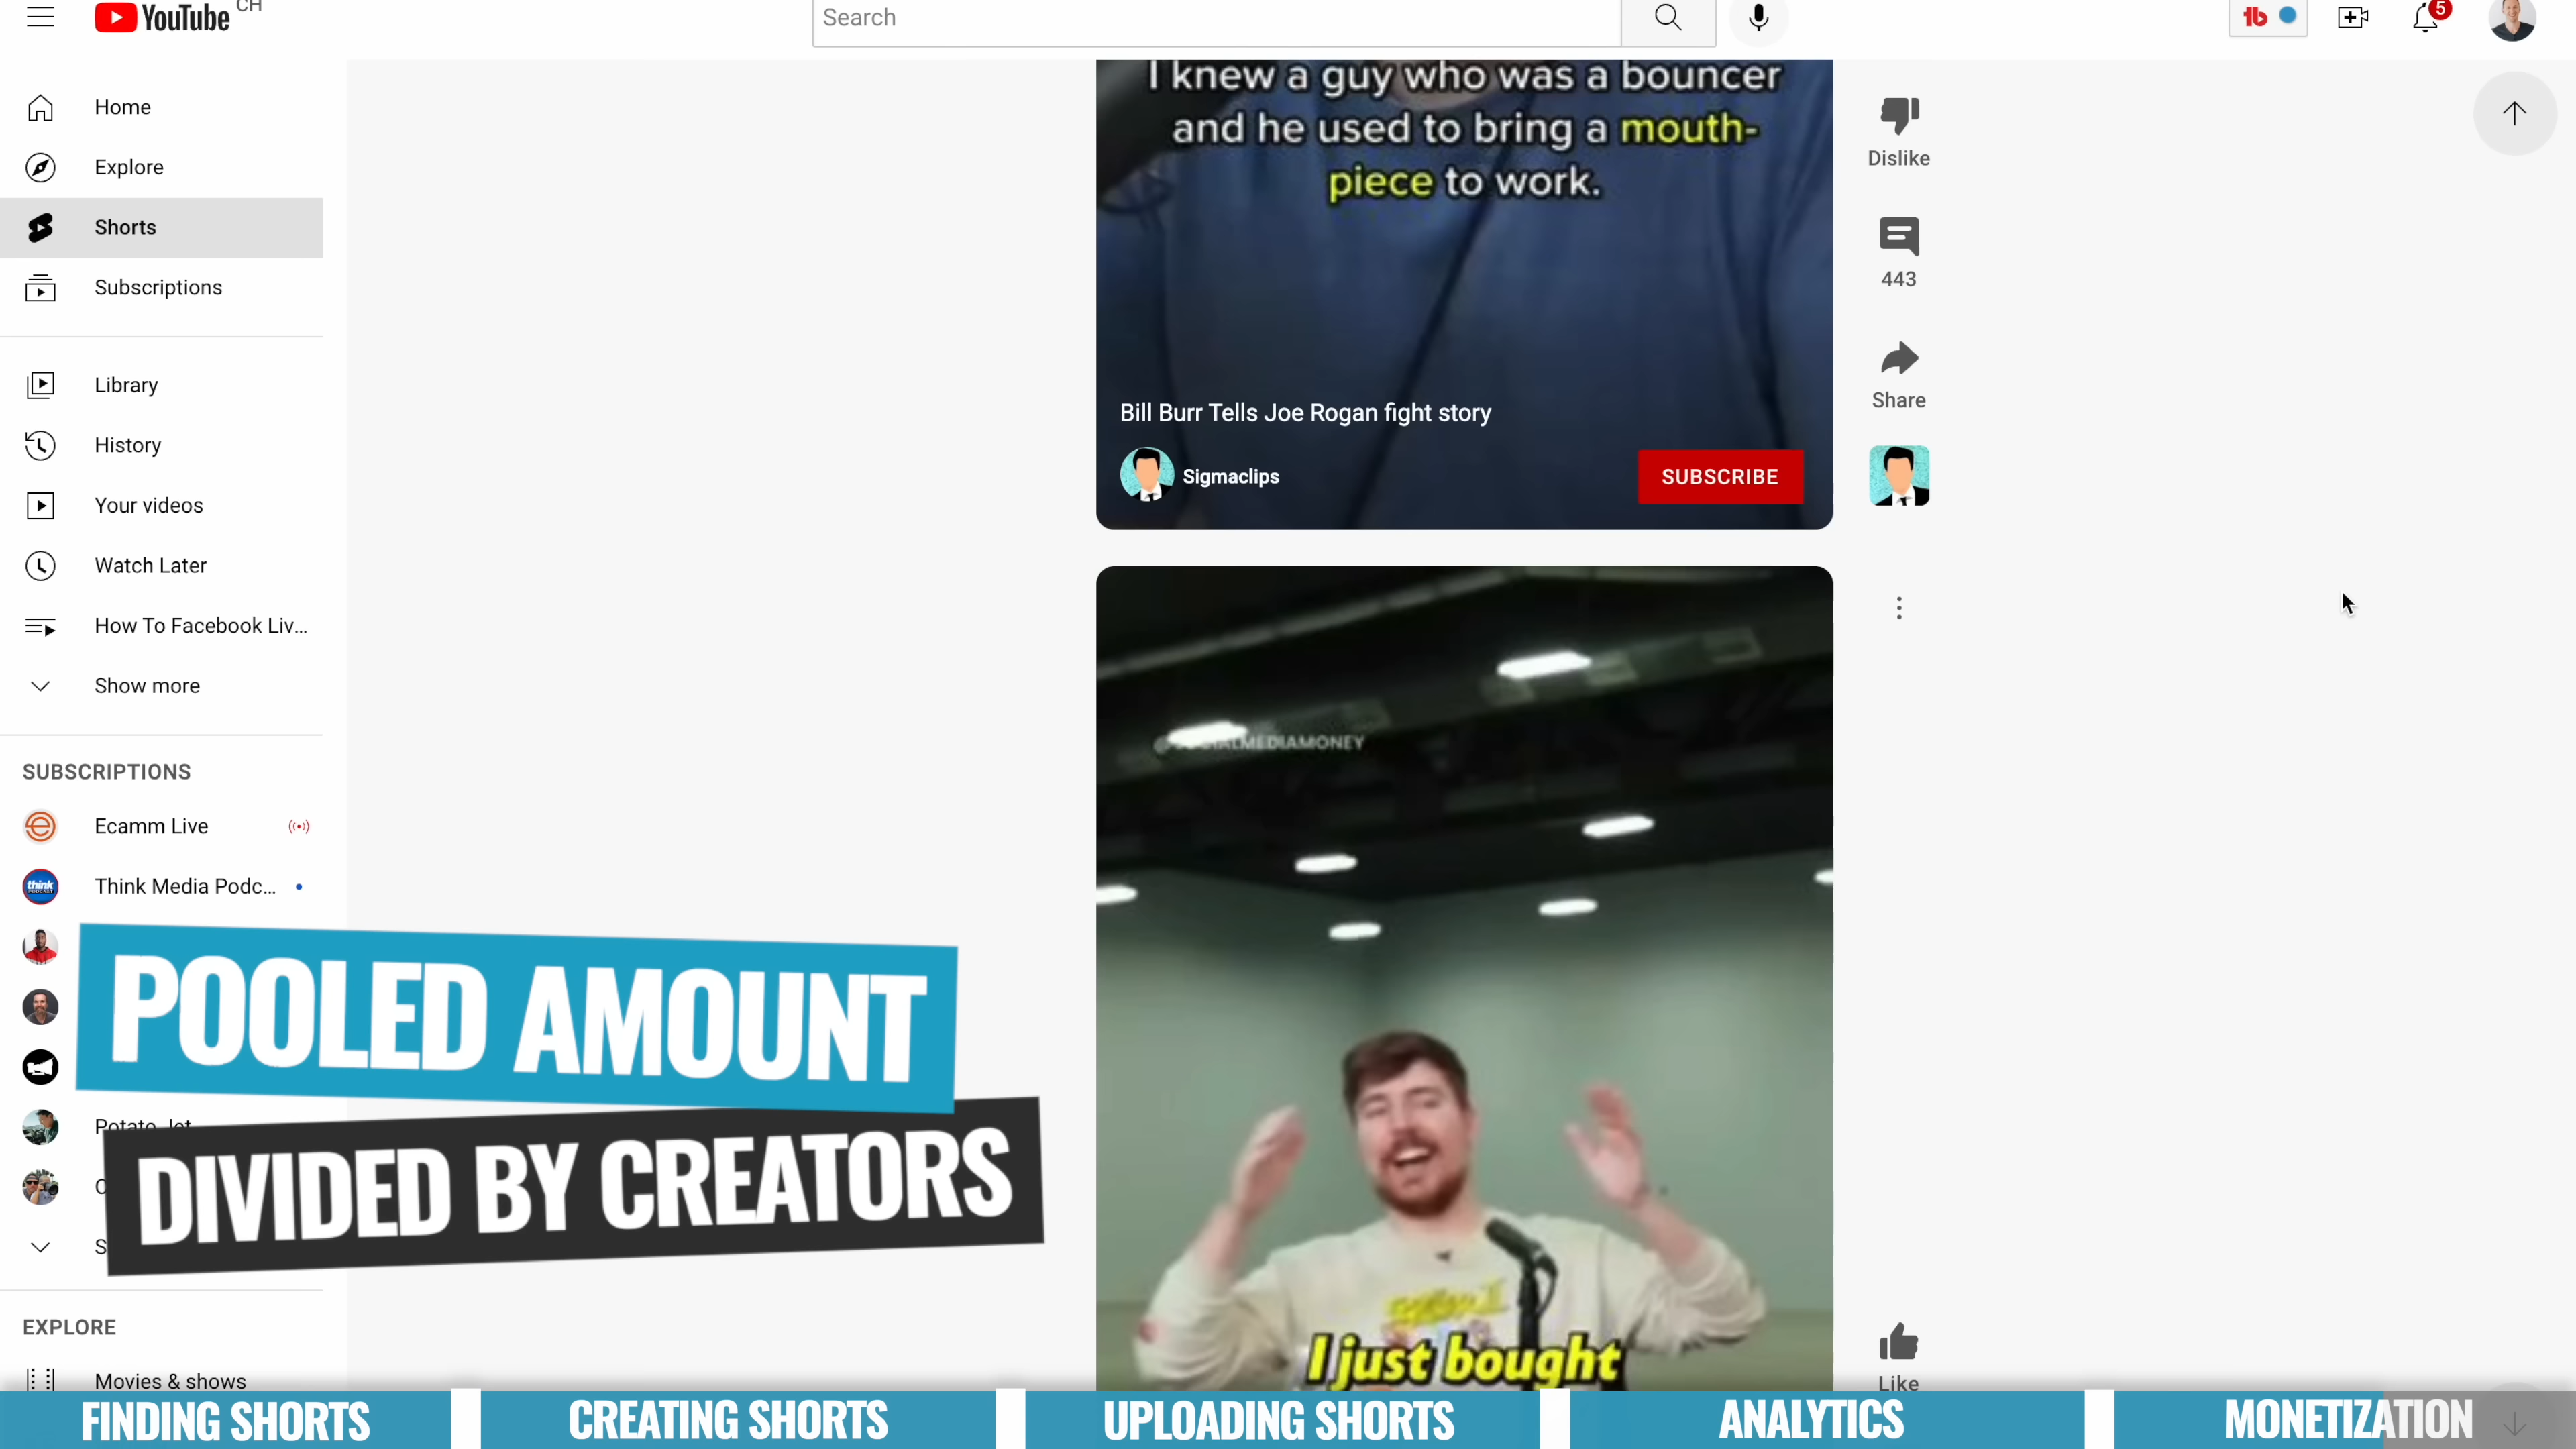 YouTube CH
Search
5
Home
Explore
Shorts
Subscriptions
Library
History
Your videos
Watch Later
How To Facebook Liv...
Show more
SUBSCRIPTIONS
Ecamm Live
think
PODCAST
Think Media Podc...
EXPLORE
Movies & shows
I knew a guy who was a bouncer
and he used to bring a mouth-
piece to work.
Bill Burr Tells Joe Rogan fight story
Sigmaclips
SUBSCRIBE
Dislike
443
Share
I just bought
Like
POOLED AMOUNT
DIVIDED BY CREATORS
FINDING SHORTS
CREATING SHORTS
UPLOADING SHORTS
ANALYTICS
MONETIZATION